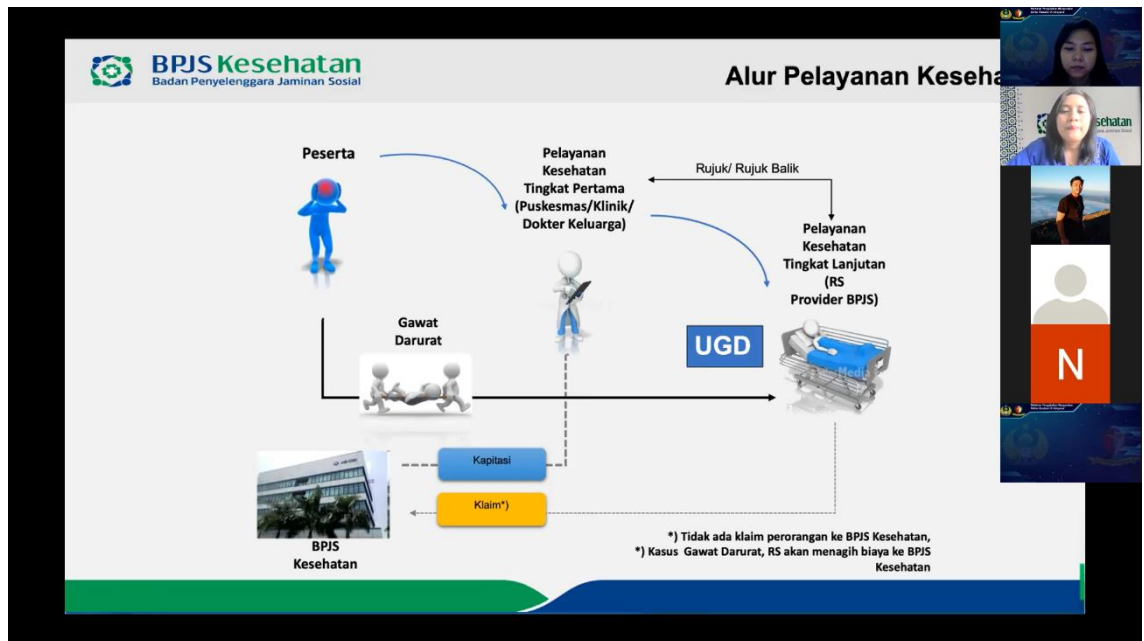 BPJS Kesehatan
Badan Penyelenggara Jaminan Sosial
Alur Pelayanan Keseha
Peserta
Pelayanan
Kesehatan
Tingkat Pertama
(Puskesmas/Klinik/
Dokter Keluarga)
Rujuk/ Rujuk Balik
Pelayanan
Kesehatan
Tingkat Lanjutan
(RS
Provider BPJS)
Gawat
Darurat
UGD
Kapitasi
Klaim*)
BPJS
Kesehatan
*) Tidak ada klaim perorangan ke BPJS Kesehatan,
*) Kasus Gawat Darurat, RS akan menagih biaya ke BPJS
Kesehatan
sehatan
N